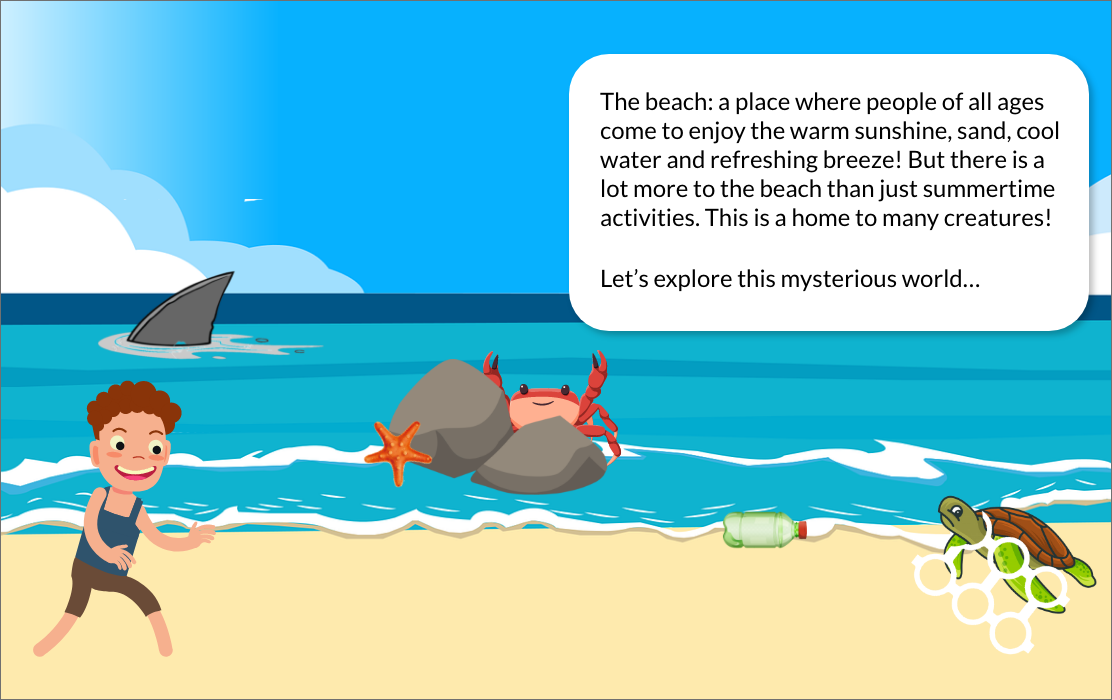 The beach: a place where people of all ages
come to enjoy the warm sunshine, sand, cool
water and refreshing breeze! But there is a
lot more to the beach than just summertime
activities. This is a home to many creatures!
Let’s explore this mysterious world...